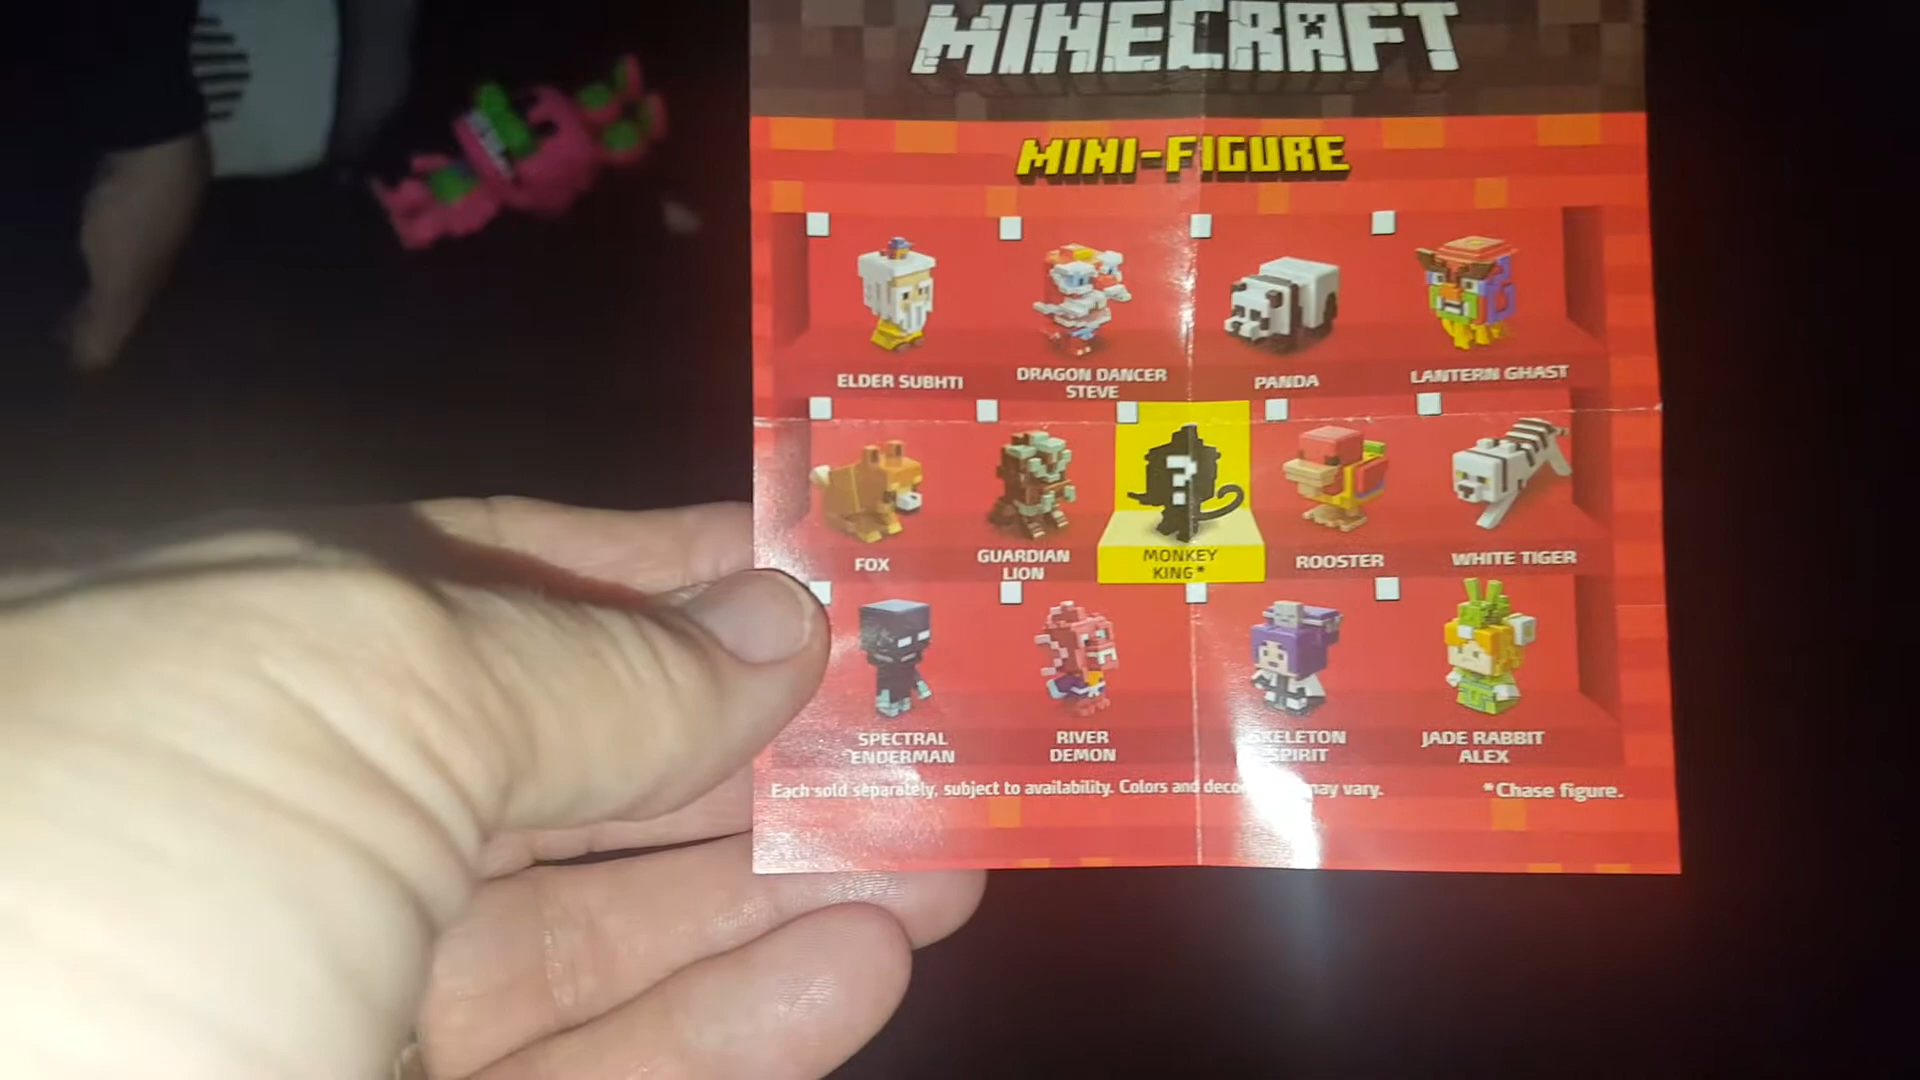 MINECRAFT
MINI-FIGURE
ELDER SUBHTI
DRAGON DANCER
STEVE
PANDA
LANTERN GHAST
FOX
GUARDIAN
LION
?
MONKEY
KING*
ROOSTER
WHITE TIGER
SPECTRAL
ENDERMAN
RIVER
DEMON
SKELETON
SPIRIT
JADE RABBIT
ALEX
Each sold separately, subject to availability. Colors and may vary.
*Chase figure.